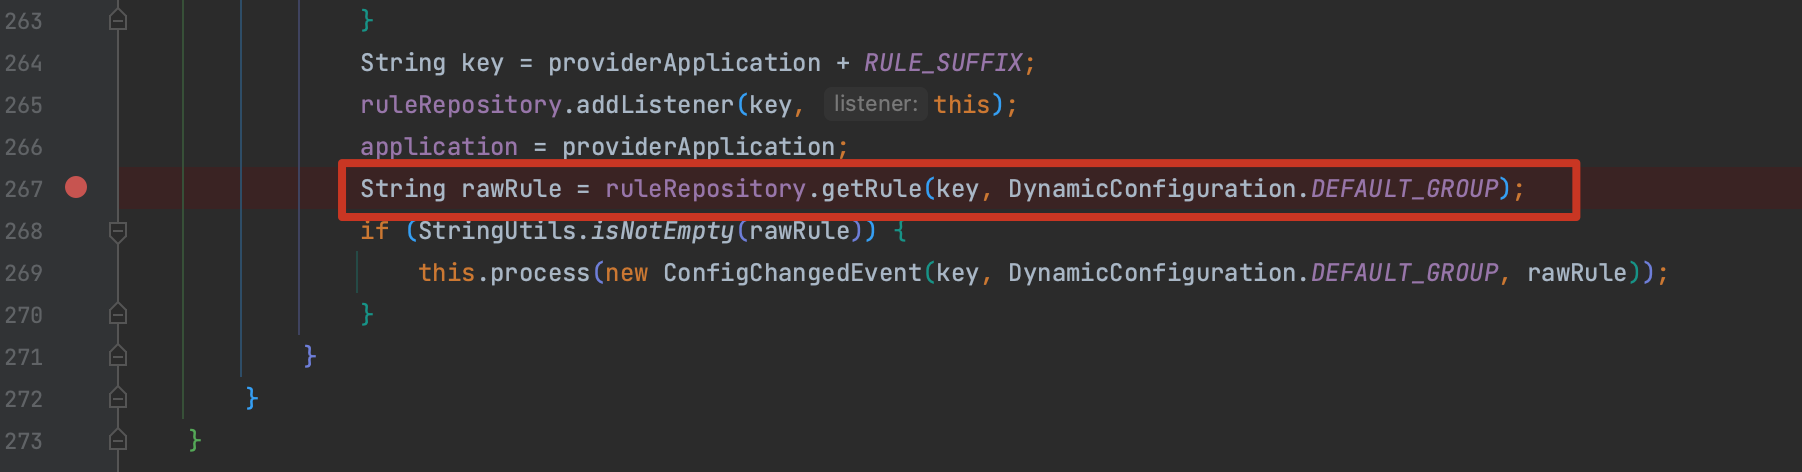 263 }
264 String key = providerApplication + RULE_SUFFIX;
265 ruleRepository.addListener(key, listener: this);
266 application = providerApplication;
267 String rawRule = ruleRepository.getRule(key, DynamicConfiguration.DEFAULT_GROUP);
268 if (StringUtils.isNotEmpty(rawRule)) {
269 this.process(new ConfigChangedEvent(key, DynamicConfiguration.DEFAULT_GROUP, rawRule));
270 }
271 }
272 }
273 }